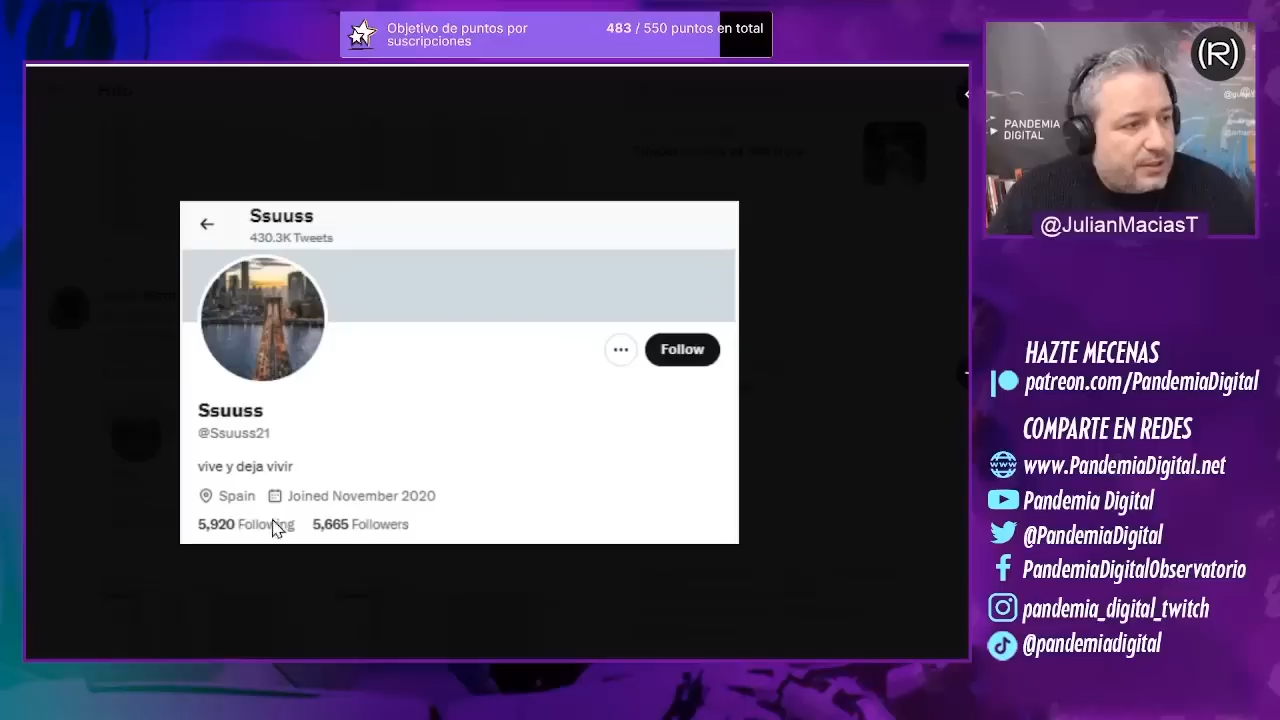 Objetivo de puntos por
suscripciones
483 / 550 puntos en total
Hilo
Ssuuss
430.3K Tweets
Follow
Ssuuss
@Ssuuss21
vive y deja vivir
Spain Joined November 2020
5,920 Following 5,665 Followers
(R)
PANDEMIA
DIGITAL
@JulianMaciasT
HAZTE MECENAS
patreon.com/PandemiaDigital
COMPARTE EN REDES
www.PandemiaDigital.net
Pandemia Digital
@PandemiaDigital
PandemiaDigitalObservatorio
pandemia_digital_twitch
@pandemiadigital